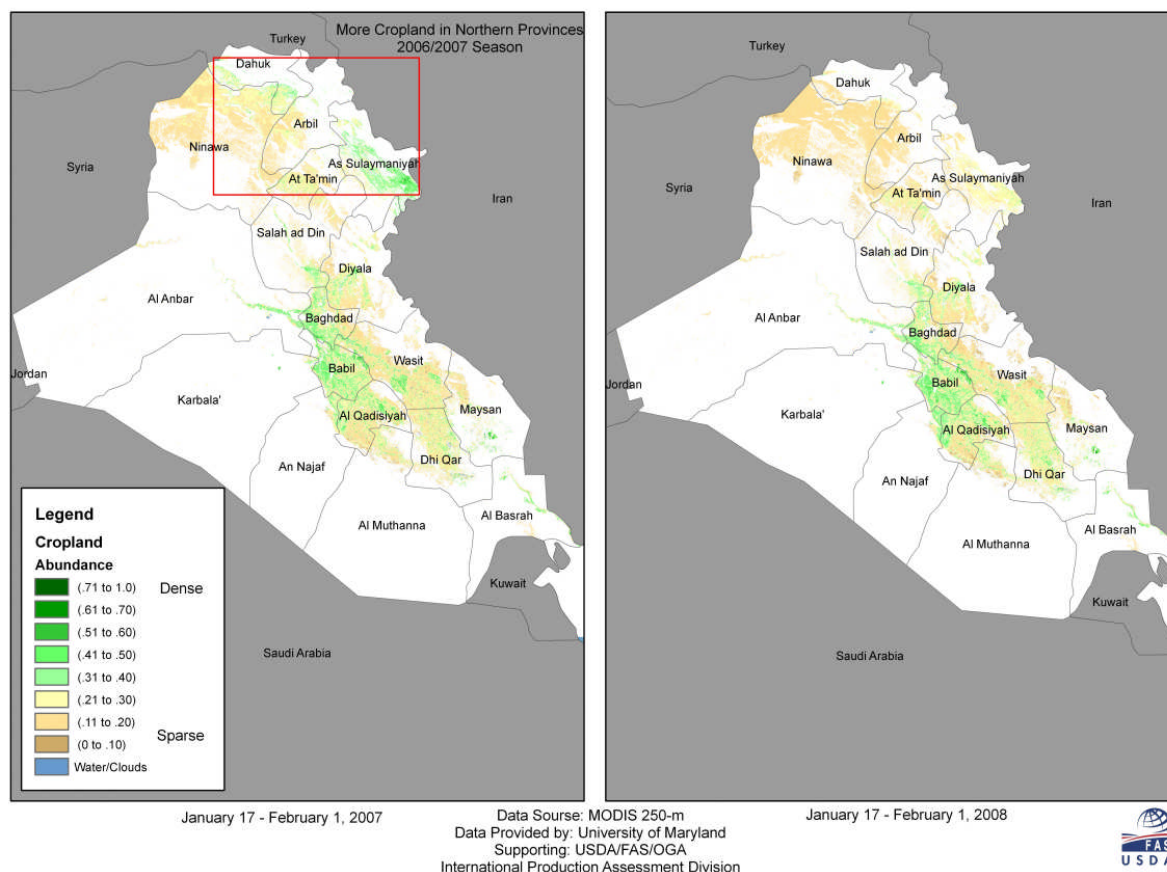 More Cropland in Northern Provinces
2006/2007 Season
Turkey
Dahuk
Arbil
Ninawa
Syria
As Sulaymaniyah
At Ta'min
Iran
Salah ad Din
Diyala
Al Anbar
Baghdad
Wasit
Babil
Jordan
Karbala'
Maysan
Al Qadisiyah
Dhi Qar
An Najaf
Al Basrah
Al Muthanna
Kuwait
Saudi Arabia
Legend
Cropland
Abundance
(.71 to 1.0) Dense
(.61 to .70)
(.51 to .60)
(.41 to .50)
(.31 to .40)
(.21 to .30)
(.11 to .20)
(0 to .10) Sparse
Water/Clouds
January 17 - February 1, 2007
Turkey
Dahuk
Arbil
Ninawa
Syria
As Sulaymaniyah
At Ta'min
Iran
Salah ad Din
Diyala
Al Anbar
Baghdad
Wasit
Babil
Jordan
Karbala'
Maysan
Al Qadisiyah
Dhi Qar
An Najaf
Al Basrah
Al Muthanna
Kuwait
Saudi Arabia
January 17 - February 1, 2008
Data Sourse: MODIS 250-m
Data Provided by: University of Maryland
Supporting: USDA/FAS/OGA
International Production Assessment Division
FAS
USDA